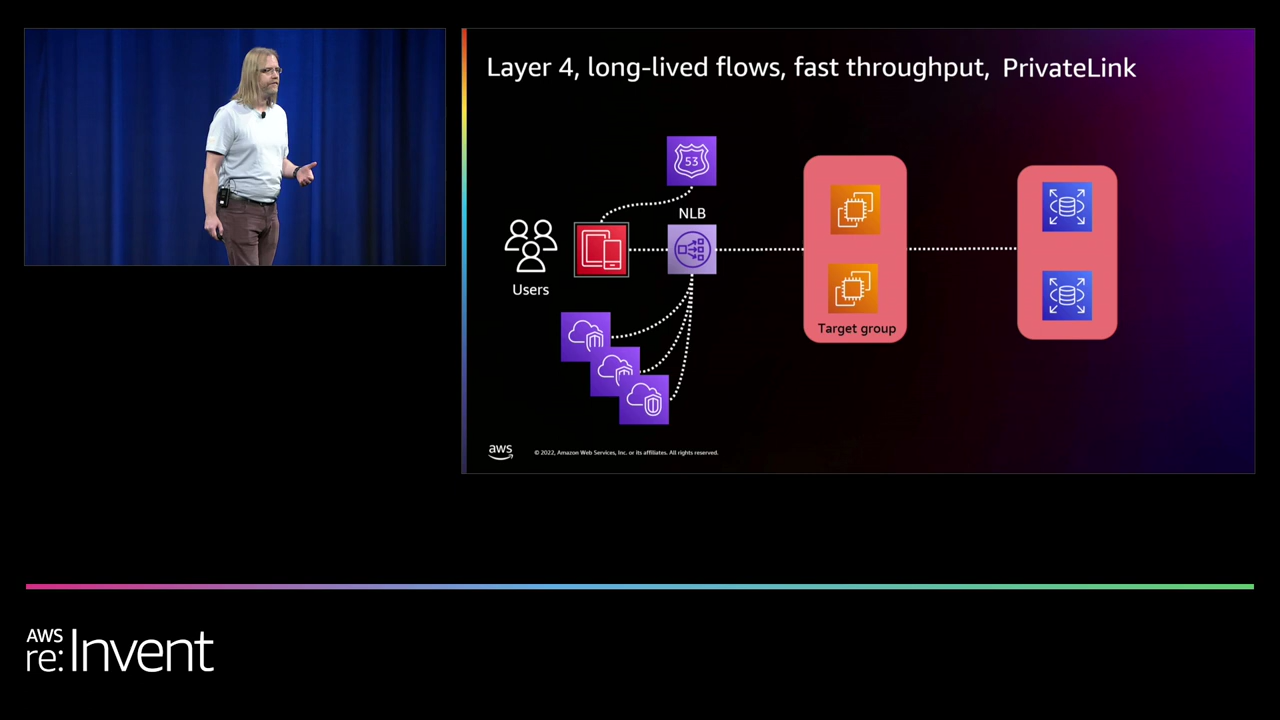 Layer 4, long-lived flows, fast throughput, PrivateLink
53
NLB
Users
Target group
aws
© 2022, Amazon Web Services, Inc. or its affiliates. All rights reserved.
AWS
re:Invent